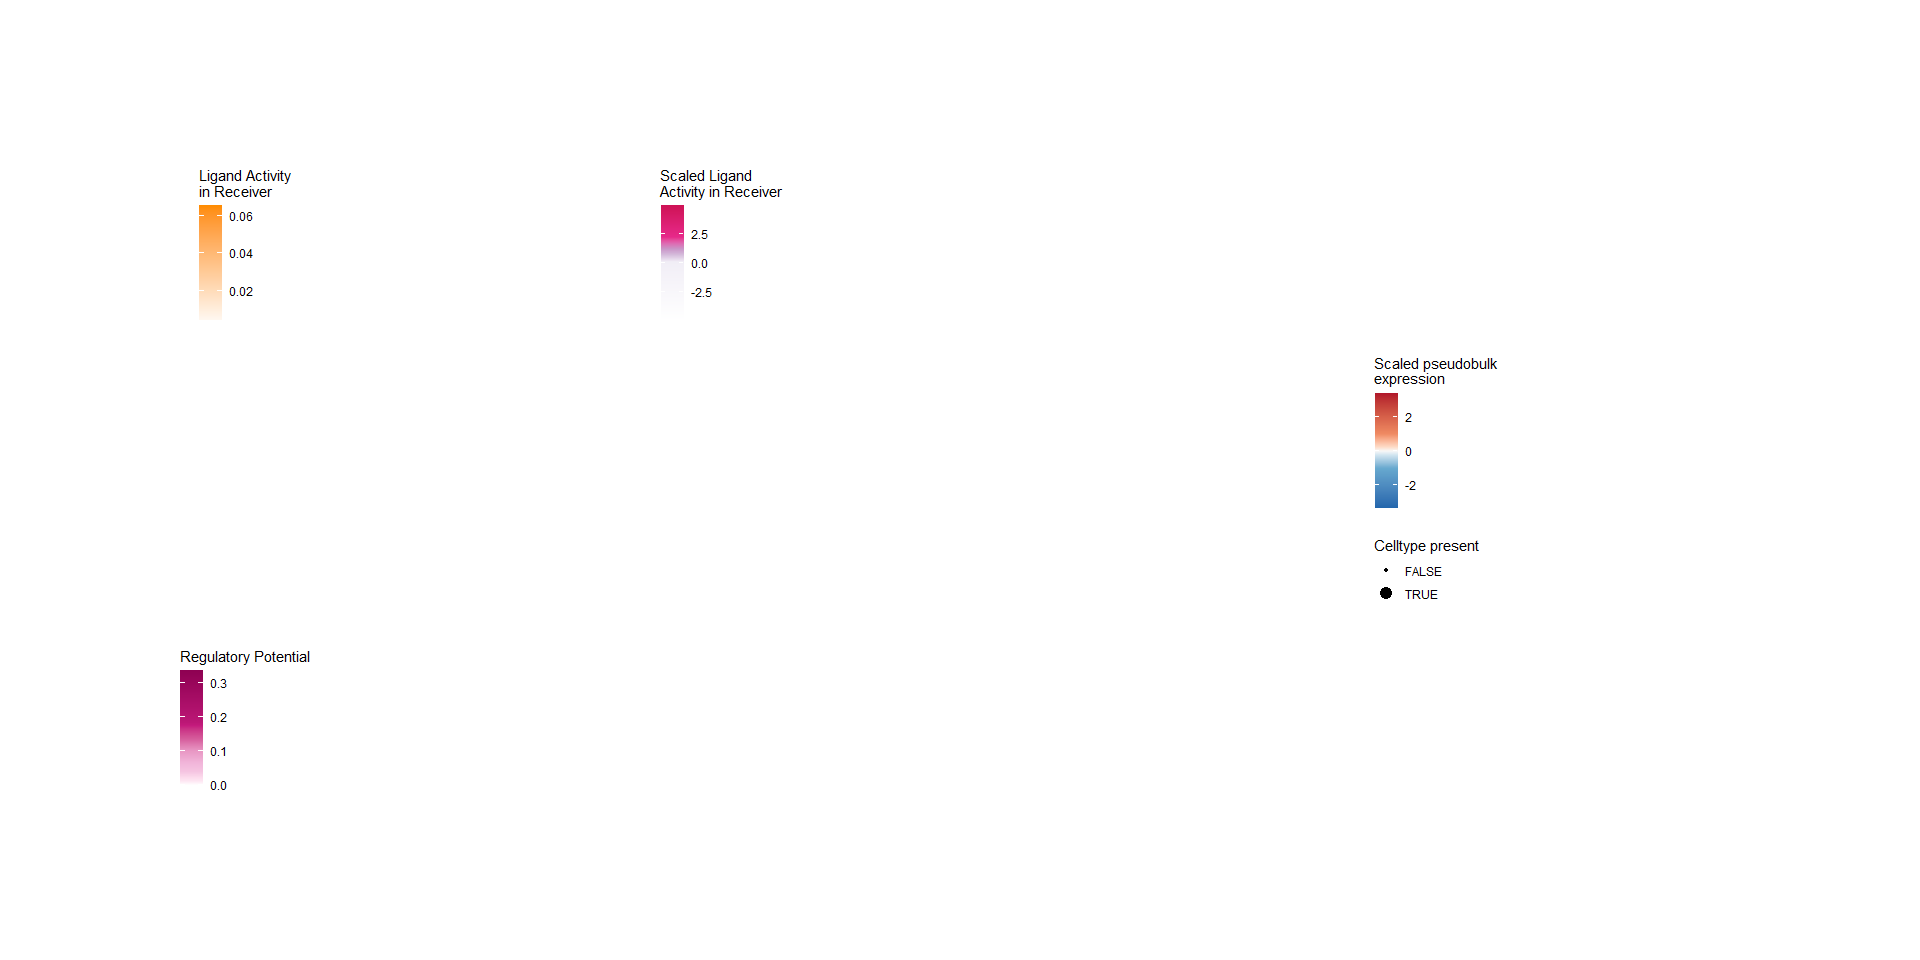 Ligand Activity
in Receiver
0.06
0.04
0.02
Scaled Ligand
Activity in Receiver
2.5
0.0
-2.5
Scaled pseudobulk
expression
2
0
-2
Celltype present
FALSE
TRUE
Regulatory Potential
0.3
0.2
0.1
0.0